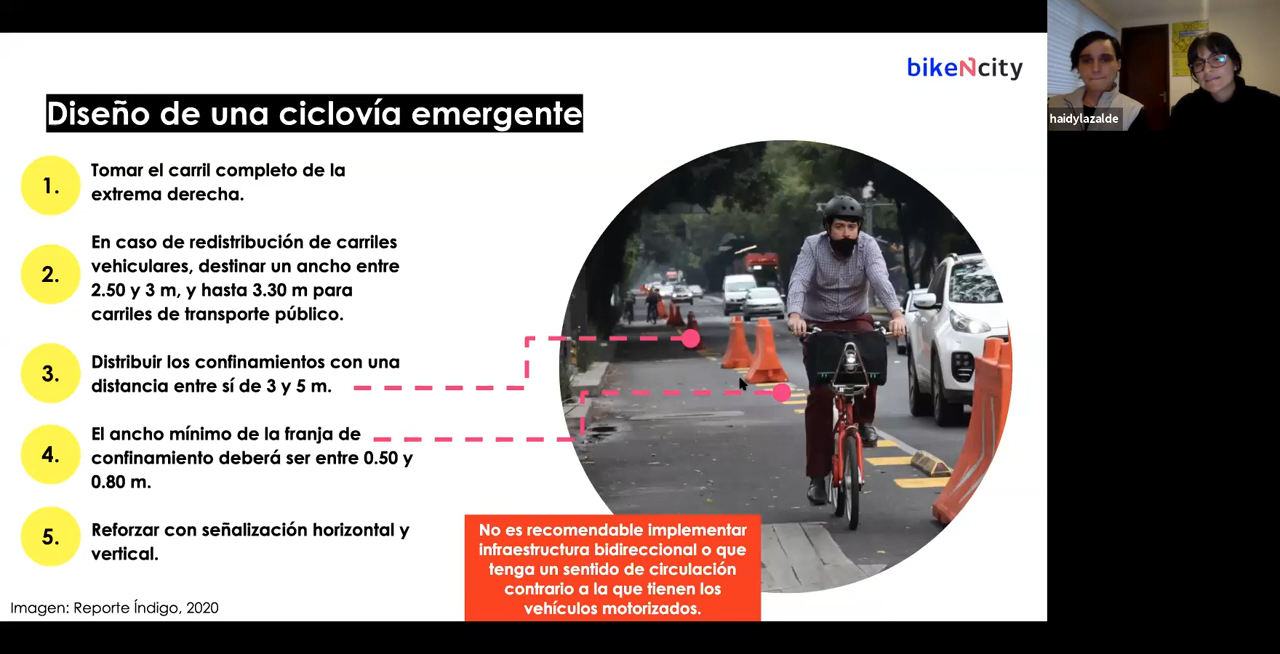 bikeNcity
haidylazalde
Diseño de una ciclovía emergente
1.
Tomar el carril completo de la
extrema derecha.
2.
En caso de redistribución de carriles
vehiculares, destinar un ancho entre
2.50 y 3 m, y hasta 3.30 m para
carriles de transporte público.
3.
Distribuir los confinamientos con una
distancia entre sí de 3 y 5 m.
4.
El ancho mínimo de la franja de
confinamiento deberá ser entre 0.50 y
0.80 m.
5.
Reforzar con señalización horizontal y
vertical.
No es recomendable implementar
infraestructura bidireccional o que
tenga un sentido de circulación
contrario a la que tienen los
vehículos motorizados.
Imagen: Reporte Índigo, 2020